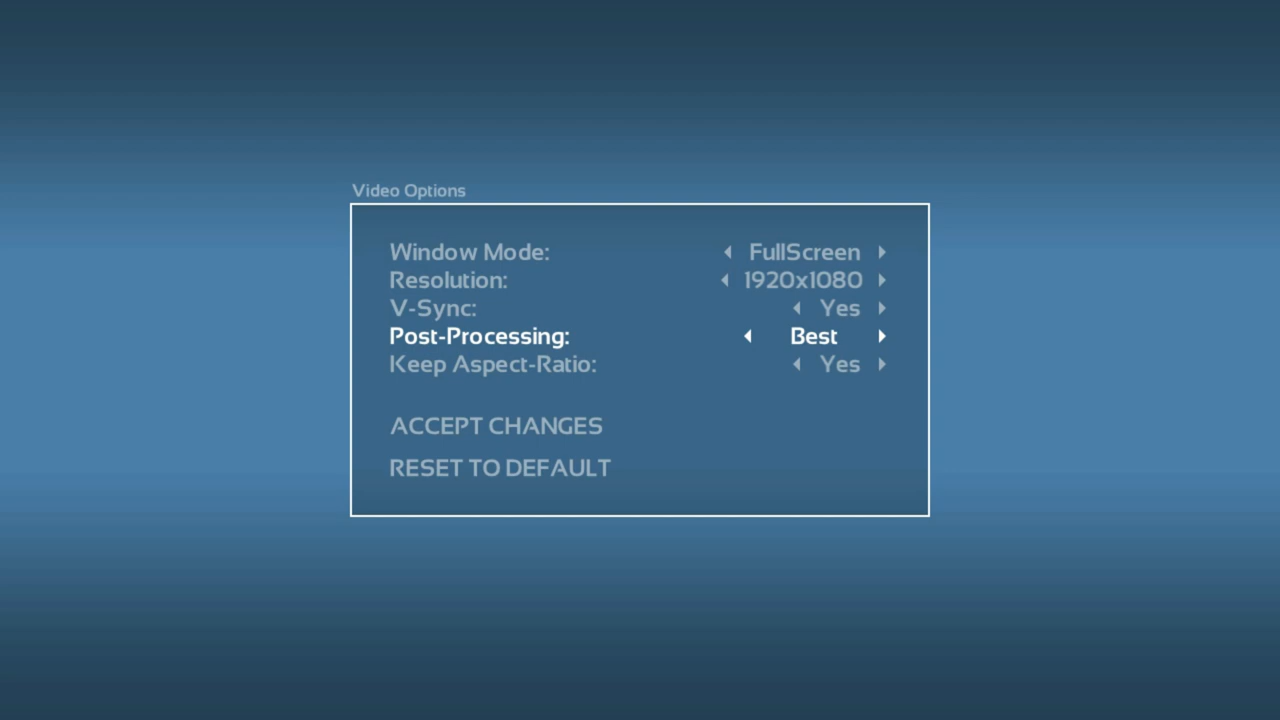 Video Options
Window Mode: FullScreen
Resolution: 1920x1080
V-Sync: Yes
Post-Processing: Best
Keep Aspect-Ratio: Yes
ACCEPT CHANGES
RESET TO DEFAULT